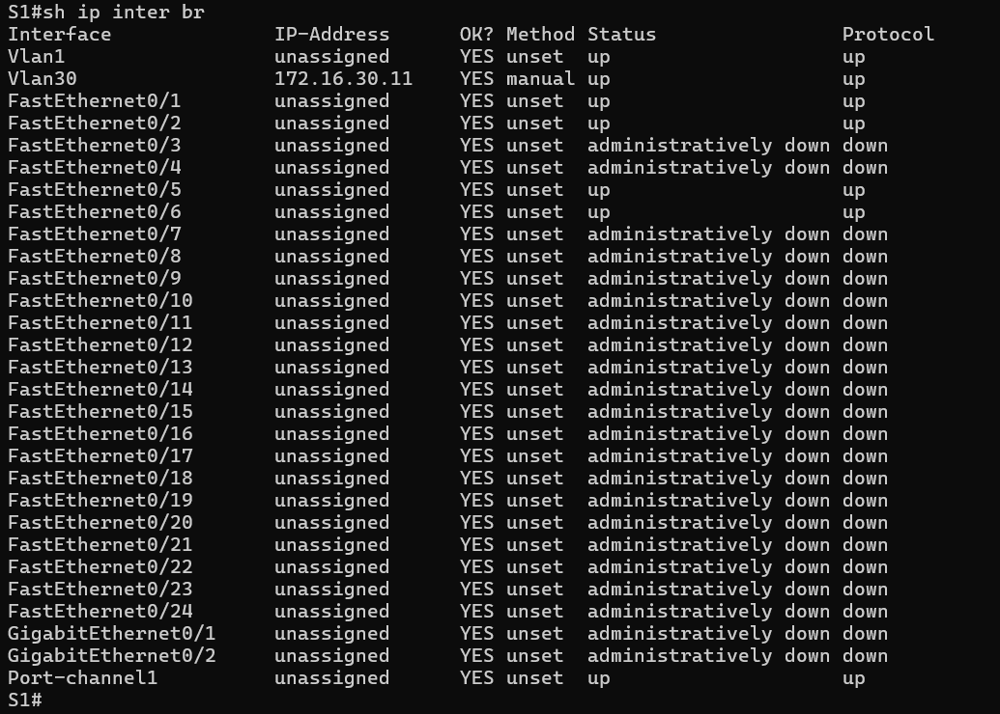 S1#sh ip inter br
Interface              IP-Address      OK? Method Status                Protocol
Vlan1                  unassigned      YES unset  up                    up
Vlan30                 172.16.30.11    YES manual up                    up
FastEthernet0/1        unassigned      YES unset  up                    up
FastEthernet0/2        unassigned      YES unset  up                    up
FastEthernet0/3        unassigned      YES unset  administratively down down
FastEthernet0/4        unassigned      YES unset  administratively down down
FastEthernet0/5        unassigned      YES unset  up                    up
FastEthernet0/6        unassigned      YES unset  up                    up
FastEthernet0/7        unassigned      YES unset  administratively down down
FastEthernet0/8        unassigned      YES unset  administratively down down
FastEthernet0/9        unassigned      YES unset  administratively down down
FastEthernet0/10       unassigned      YES unset  administratively down down
FastEthernet0/11       unassigned      YES unset  administratively down down
FastEthernet0/12       unassigned      YES unset  administratively down down
FastEthernet0/13       unassigned      YES unset  administratively down down
FastEthernet0/14       unassigned      YES unset  administratively down down
FastEthernet0/15       unassigned      YES unset  administratively down down
FastEthernet0/16       unassigned      YES unset  administratively down down
FastEthernet0/17       unassigned      YES unset  administratively down down
FastEthernet0/18       unassigned      YES unset  administratively down down
FastEthernet0/19       unassigned      YES unset  administratively down down
FastEthernet0/20       unassigned      YES unset  administratively down down
FastEthernet0/21       unassigned      YES unset  administratively down down
FastEthernet0/22       unassigned      YES unset  administratively down down
FastEthernet0/23       unassigned      YES unset  administratively down down
FastEthernet0/24       unassigned      YES unset  administratively down down
GigabitEthernet0/1     unassigned      YES unset  administratively down down
GigabitEthernet0/2     unassigned      YES unset  administratively down down
Port-channel1          unassigned      YES unset  up                    up
S1#